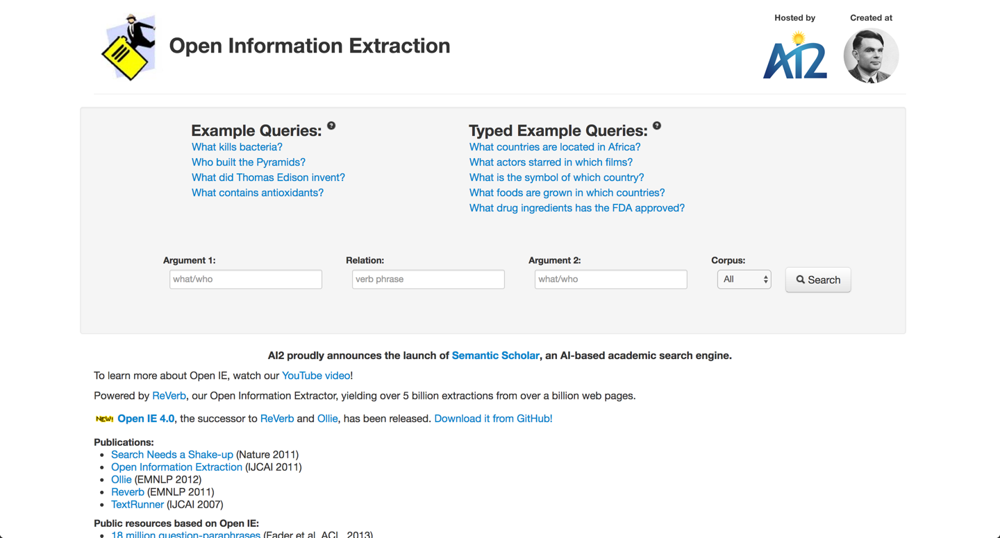 Hosted by
Created at
Open Information Extraction
AI2
Example Queries: ?
What kills bacteria?
Who built the Pyramids?
What did Thomas Edison invent?
What contains antioxidants?
Typed Example Queries: ?
What countries are located in Africa?
What actors starred in which films?
What is the symbol of which country?
What foods are grown in which countries?
What drug ingredients has the FDA approved?
Argument 1:
what/who
Relation:
verb phrase
Argument 2:
what/who
Corpus:
All
Search
AI2 proudly announces the launch of Semantic Scholar, an AI-based academic search engine.
To learn more about Open IE, watch our YouTube video!
Powered by ReVerb, our Open Information Extractor, yielding over 5 billion extractions from over a billion web pages.
NEW! Open IE 4.0, the successor to ReVerb and Ollie, has been released. Download it from GitHub!
Publications:
• Search Needs a Shake-up (Nature 2011)
• Open Information Extraction (IJCAI 2011)
• Ollie (EMNLP 2012)
• Reverb (EMNLP 2011)
• TextRunner (IJCAI 2007)
Public resources based on Open IE:
• 18 million question-paraphrases (Fader et al, ACL, 2013)